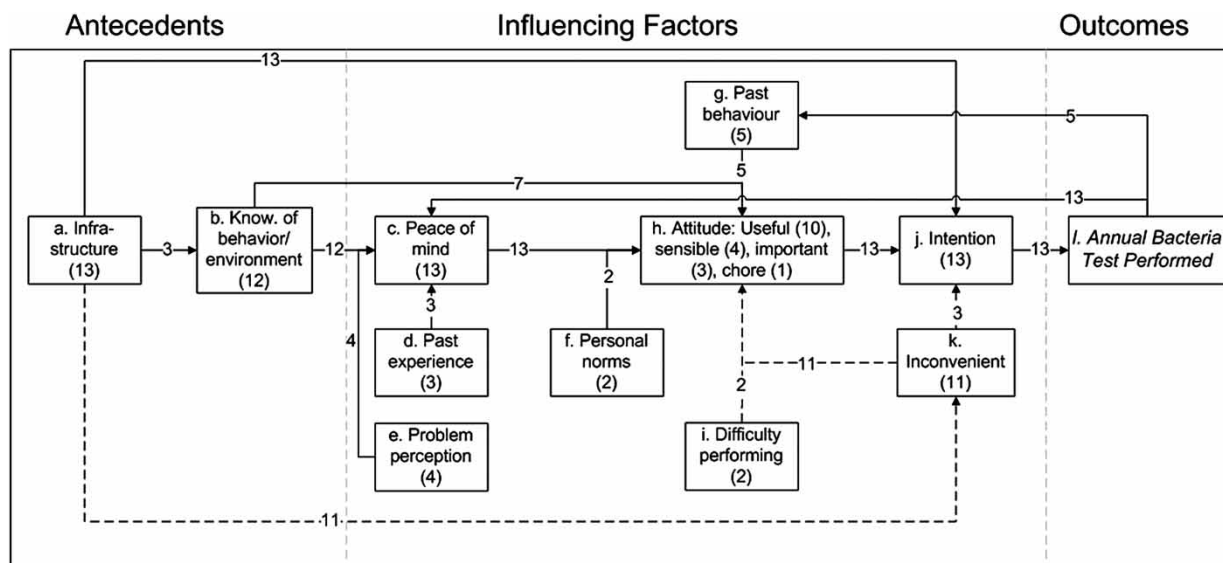 Antecedents
Influencing Factors
Outcomes
13
g. Past
behaviour
(5)
5
5
7
13
a. Infra-
structure
(13)
3
b. Know. of
behavior/
environment
(12)
12
c. Peace of
mind
(13)
13
h. Attitude: Useful (10),
sensible (4), important
(3), chore (1)
13
j. Intention
(13)
13
l. Annual Bacteria
Test Performed
2
3
3
4
d. Past
experience
(3)
f. Personal
norms
(2)
11
k.
Inconvenient
(11)
2
e. Problem
perception
(4)
i. Difficulty
performing
(2)
11